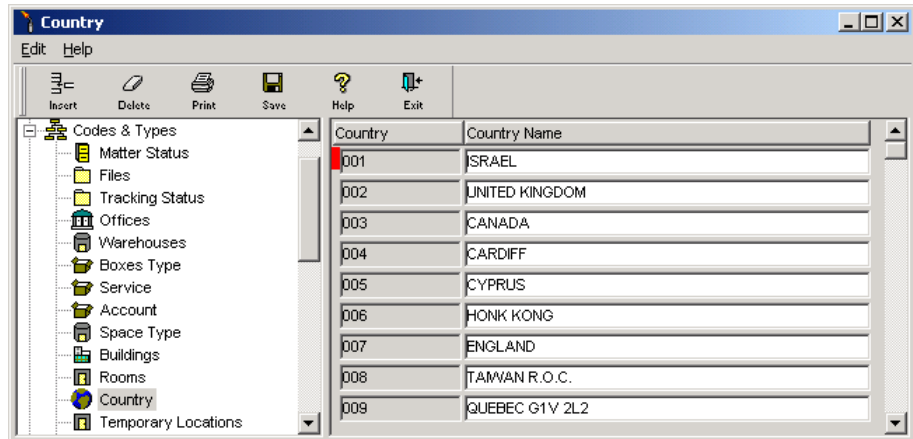 Country
Edit Help
Insert Delete Print Save Help Exit
Codes & Types
Matter Status
Files
Tracking Status
Offices
Warehouses
Boxes Type
Service
Account
Space Type
Buildings
Rooms
Country
Temporary Locations
Country Country Name
001 ISRAEL
002 UNITED KINGDOM
003 CANADA
004 CARDIFF
005 CYPRUS
006 HONK KONG
007 ENGLAND
008 TAIWAN R.O.C.
009 QUEBEC G1V 2L2